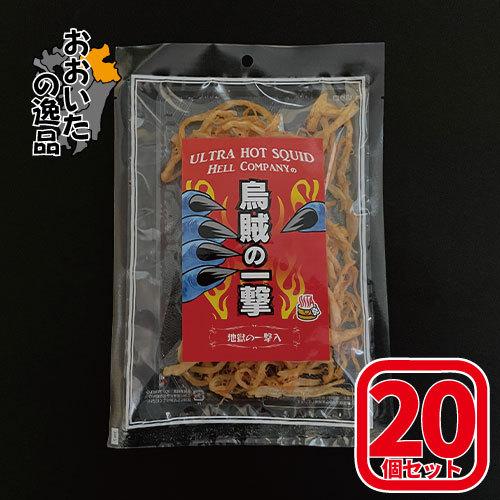 おおいた
の逸品
ULTRA HOT SQUID
HELL COMPANYの
烏賊の一撃
地獄の一撃入
20
個セット